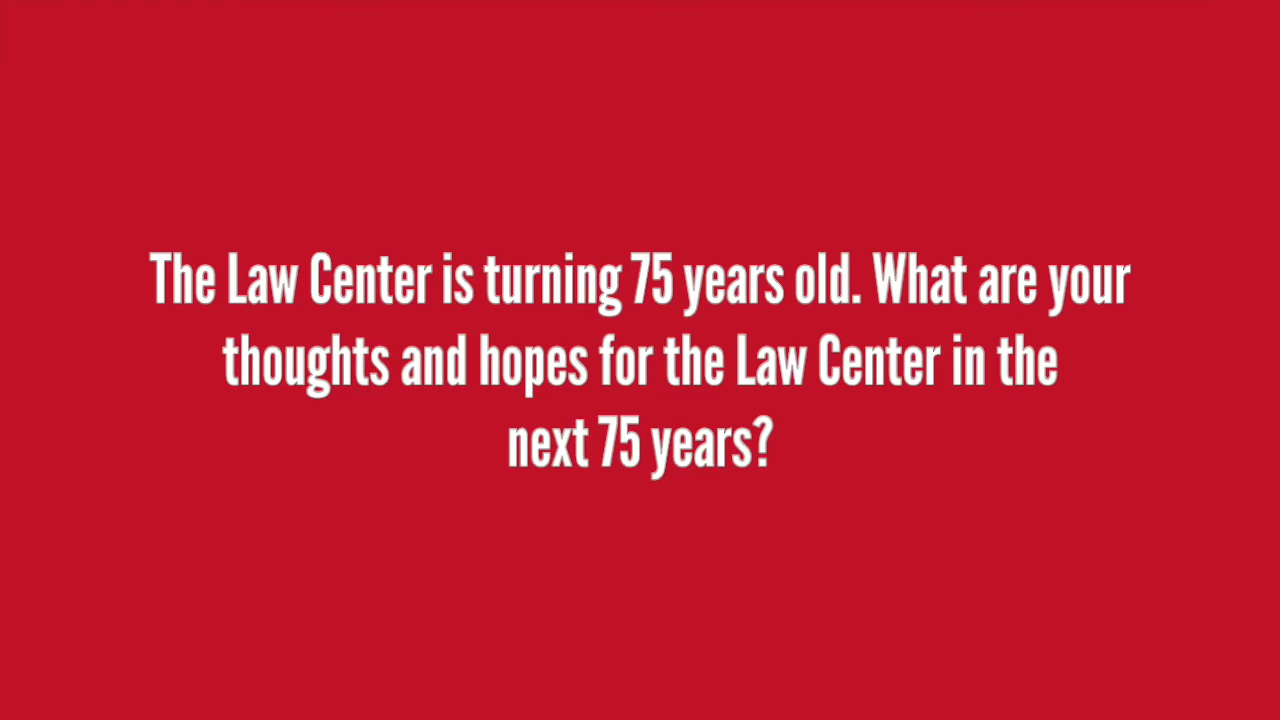 The Law Center is turning 75 years old. What are your
thoughts and hopes for the Law Center in the
next 75 years?